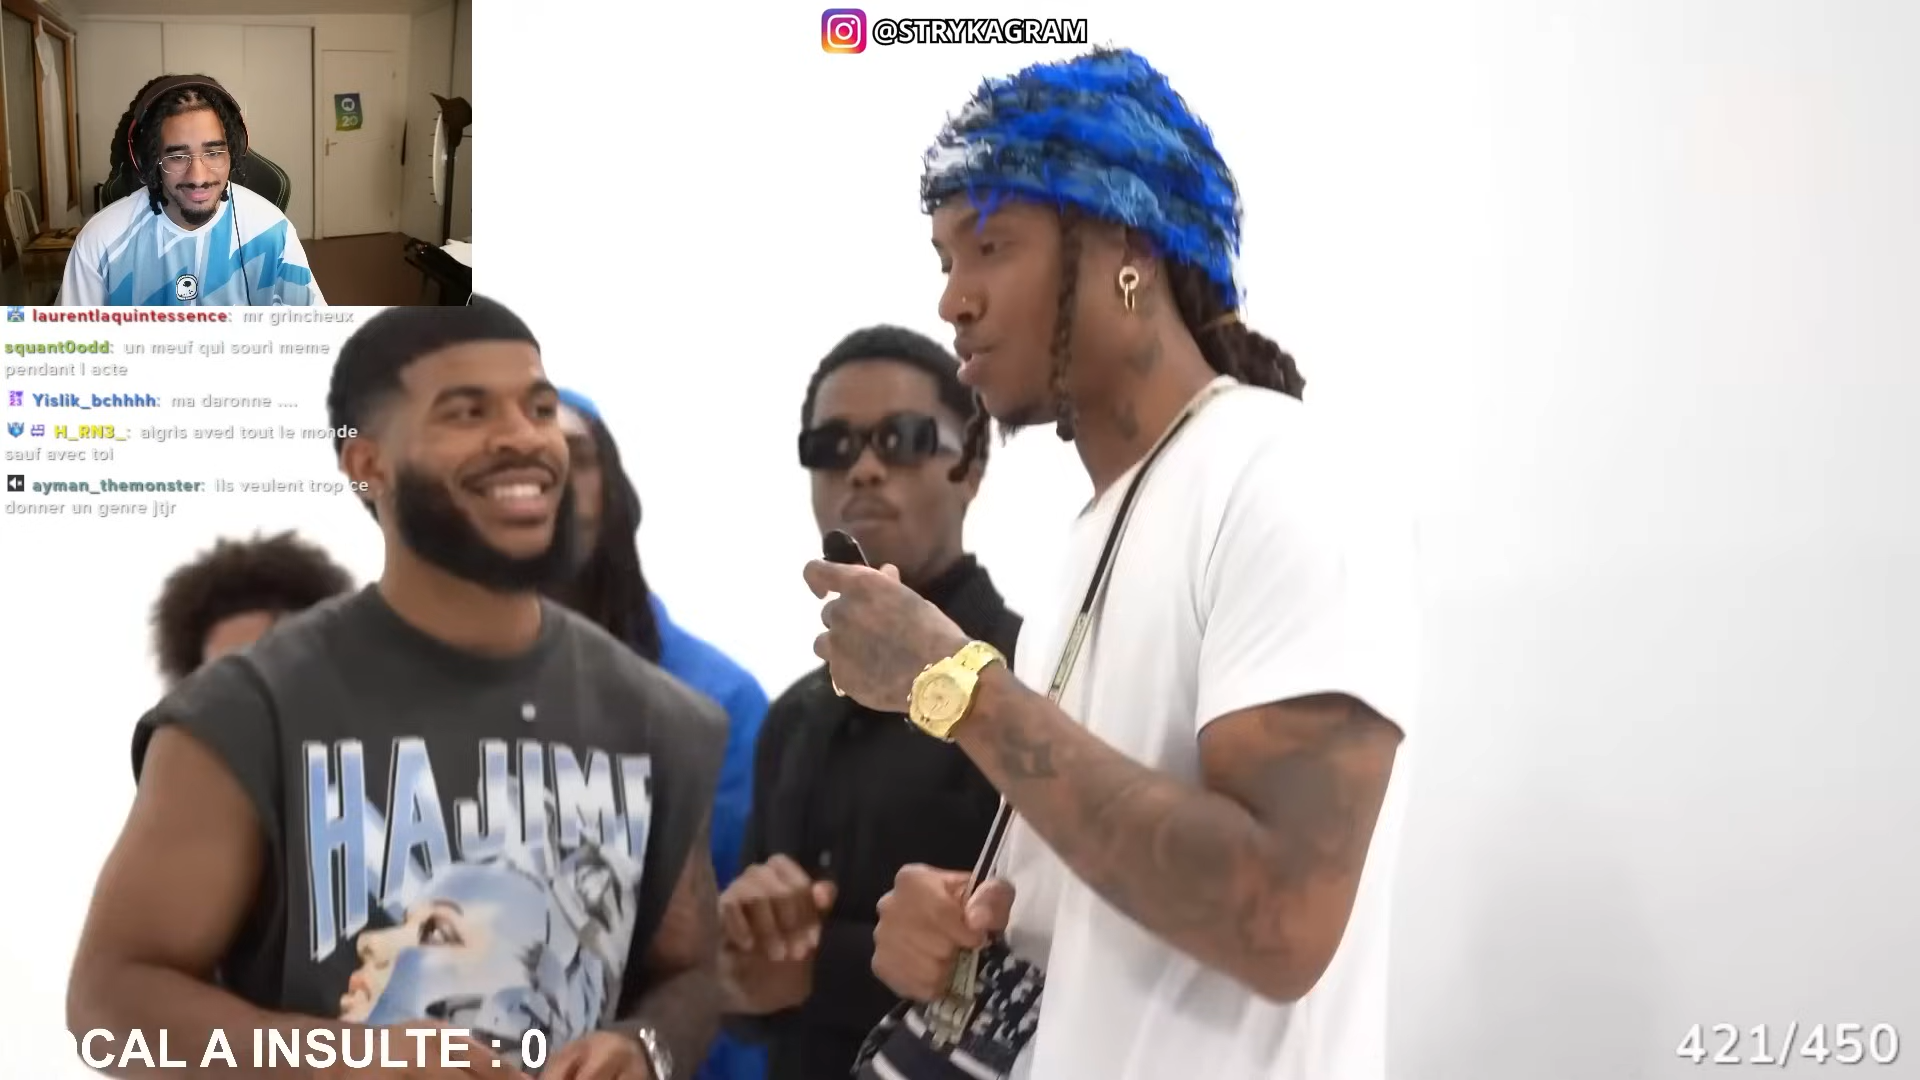 @STRYKAGRAM
20
laurentlaquintessence: mr grincheux
squant0odd: un meuf qui souri meme
pendant l acte
Yislik_bchhhh: ma daronne ....
H_RN3_: aigris aved tout le monde
sauf avec toi
ayman_themonster: ils veulent trop ce
donner un genre jtjr
HAJIME
OCAL A INSULTE : 0
421/450